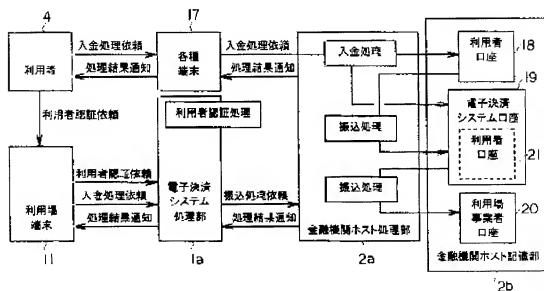 4
17
利用者
入金処理依頼
処理結果通知
各種
端末
入金処理依頼
処理結果通知
入金処理
利用者
口座
18
19
利用者認証依頼
利用者認証処理
振込処理
電子決済
システム口座
利用者
口座
21
利用場
端末
11
利用者認証依頼
入金処理依頼
処理結果通知
電子決済
システム
処理部
1a
振込処理依頼
処理結果通知
振込処理
金融機関ホスト処理部
2a
利用場
事業者
口座
20
金融機関ホスト記憶部
2b